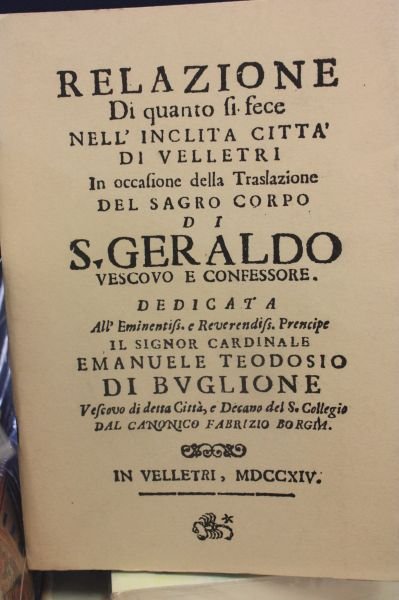 RELAZIONE
Di quanto ſi fece
NELL' INCLITA CITTA'
DI VELLETRI
In occaſione della Traslazione
DEL SAGRO CORPO
DI
S. GERALDO
VESCOVO E CONFESSORE.
DEDICATA
All' Eminentiſs. e Reverendiſs. Prencipe
IL SIGNOR CARDINALE
EMANUELE TEODOSIO
DI BVGLIONE
Veſcovo di detta Città, e Decano del S. Collegio
DAL CANONICO FABRIZIO BORGIA.
IN VELLETRI, MDCCXIV.